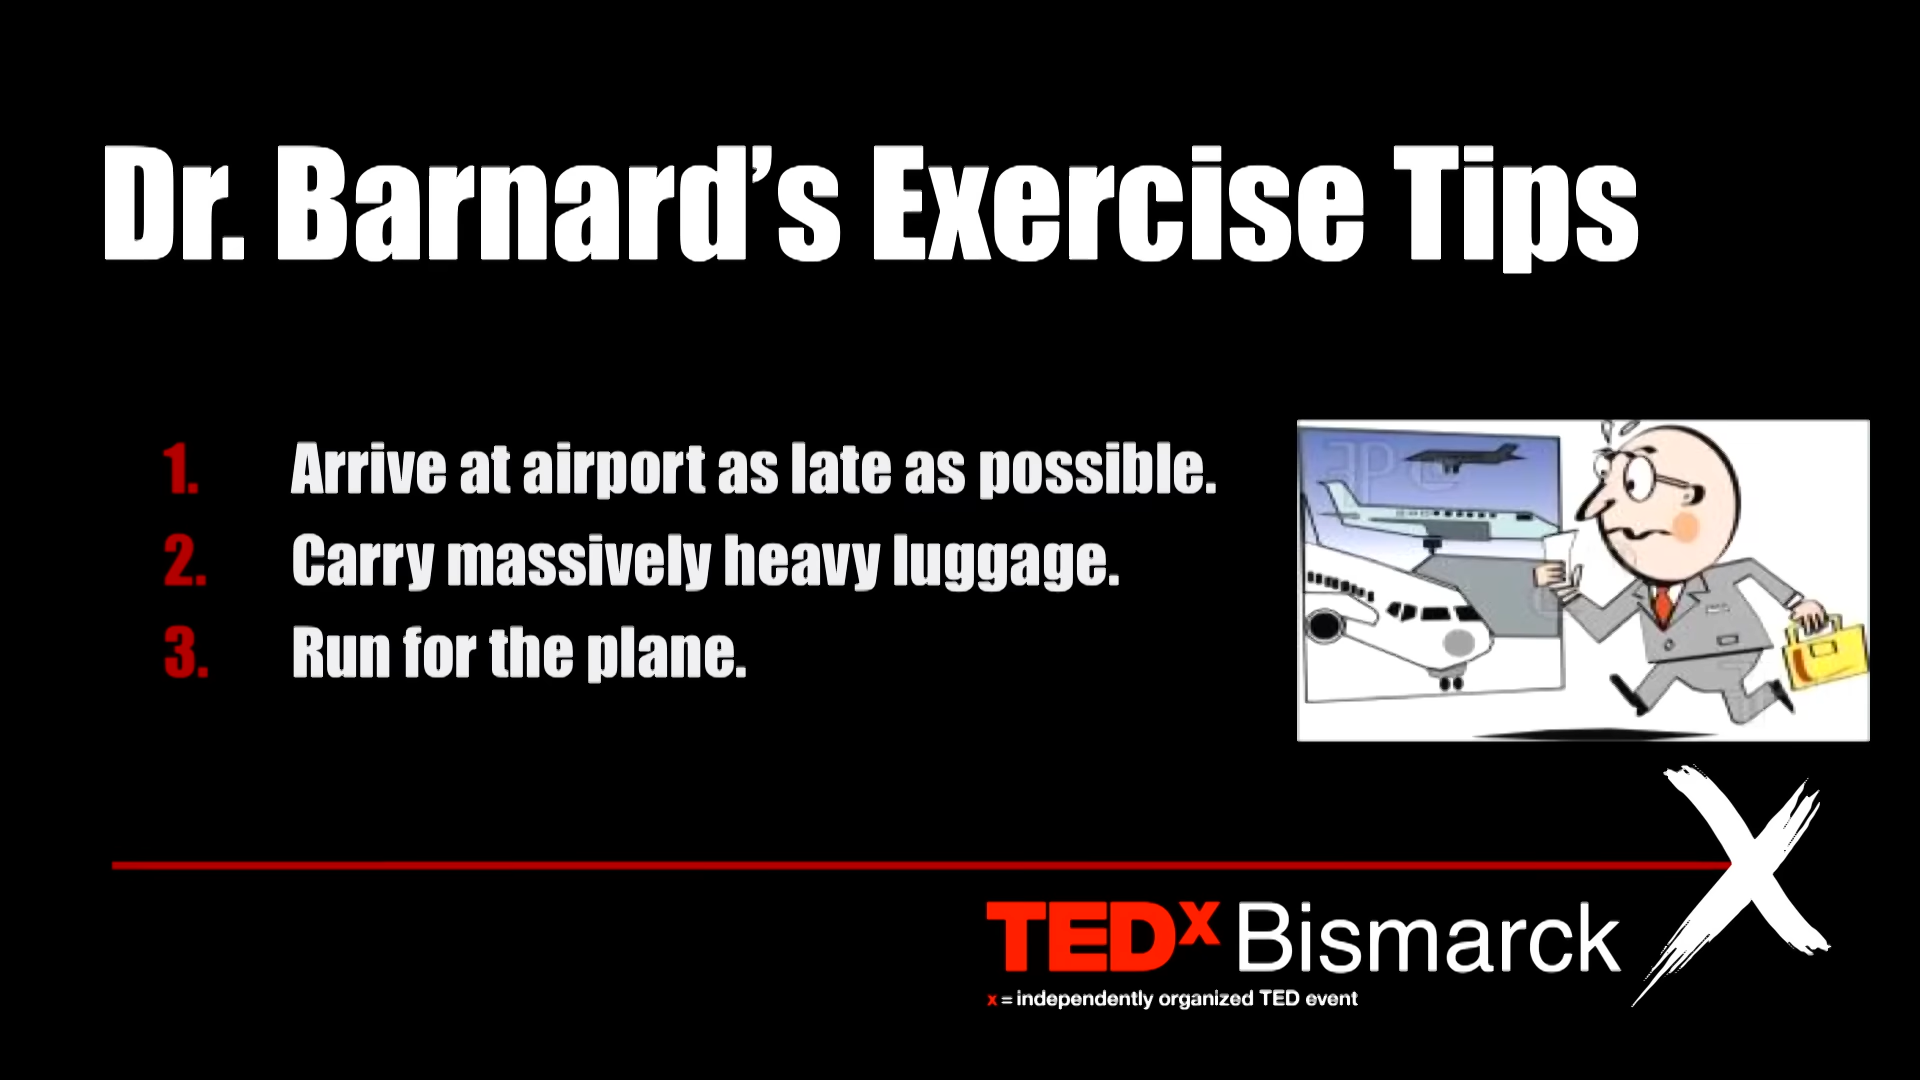 Dr. Barnard’s Exercise Tips
1. Arrive at airport as late as possible.
2. Carry massively heavy luggage.
3. Run for the plane.
TEDx Bismarck
x = independently organized TED event